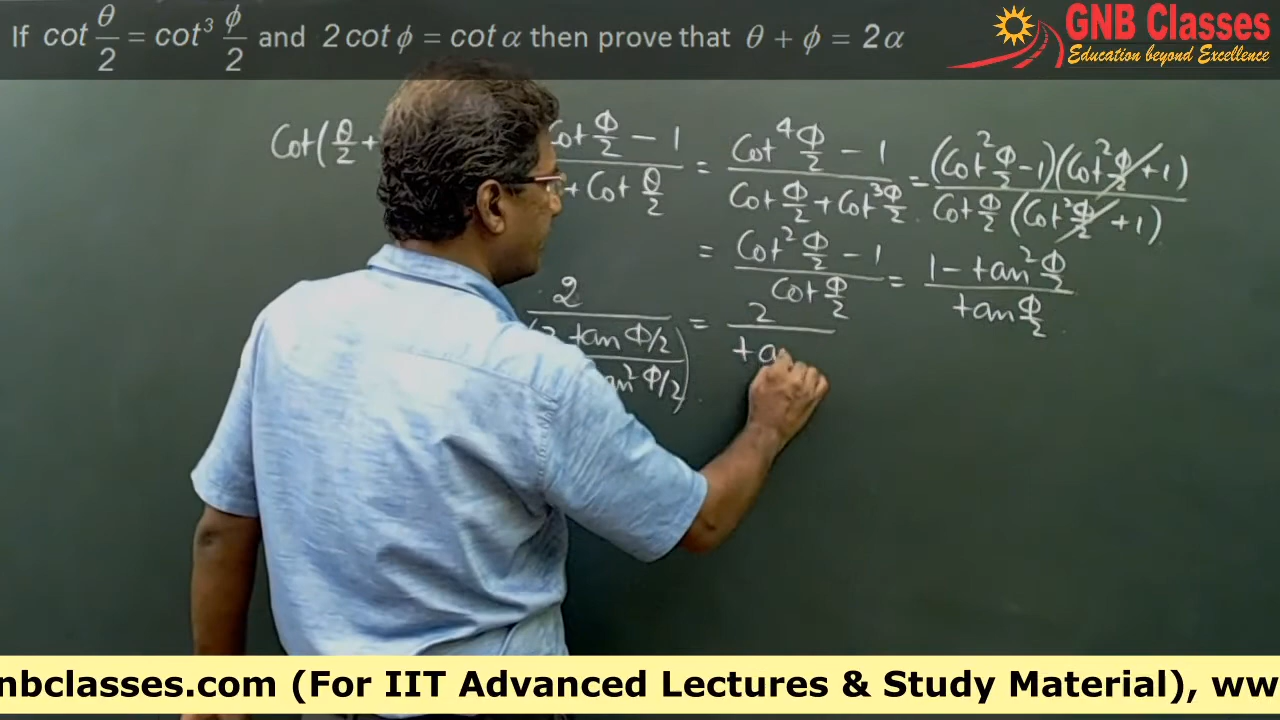 If cot θ/2 = cot³ φ/2 and 2 cot φ = cot α then prove that θ + φ = 2α
GNB Classes
Education beyond Excellence
Cot(θ/2 + Cot φ/2 − 1 / + Cot θ/2 = Cot⁴ φ/2 − 1 / Cot φ/2 + Cot³ φ/2 = (Cot² φ/2 − 1)(Cot² φ/2 + 1) / Cot φ/2 (Cot² φ/2 + 1)
= Cot² φ/2 − 1 / Cot φ/2 = 1 − tan² φ/2 / tan φ/2
2 / tan φ/2 / an² φ/2) = 2 / ta
nbclasses.com (For IIT Advanced Lectures & Study Material), ww